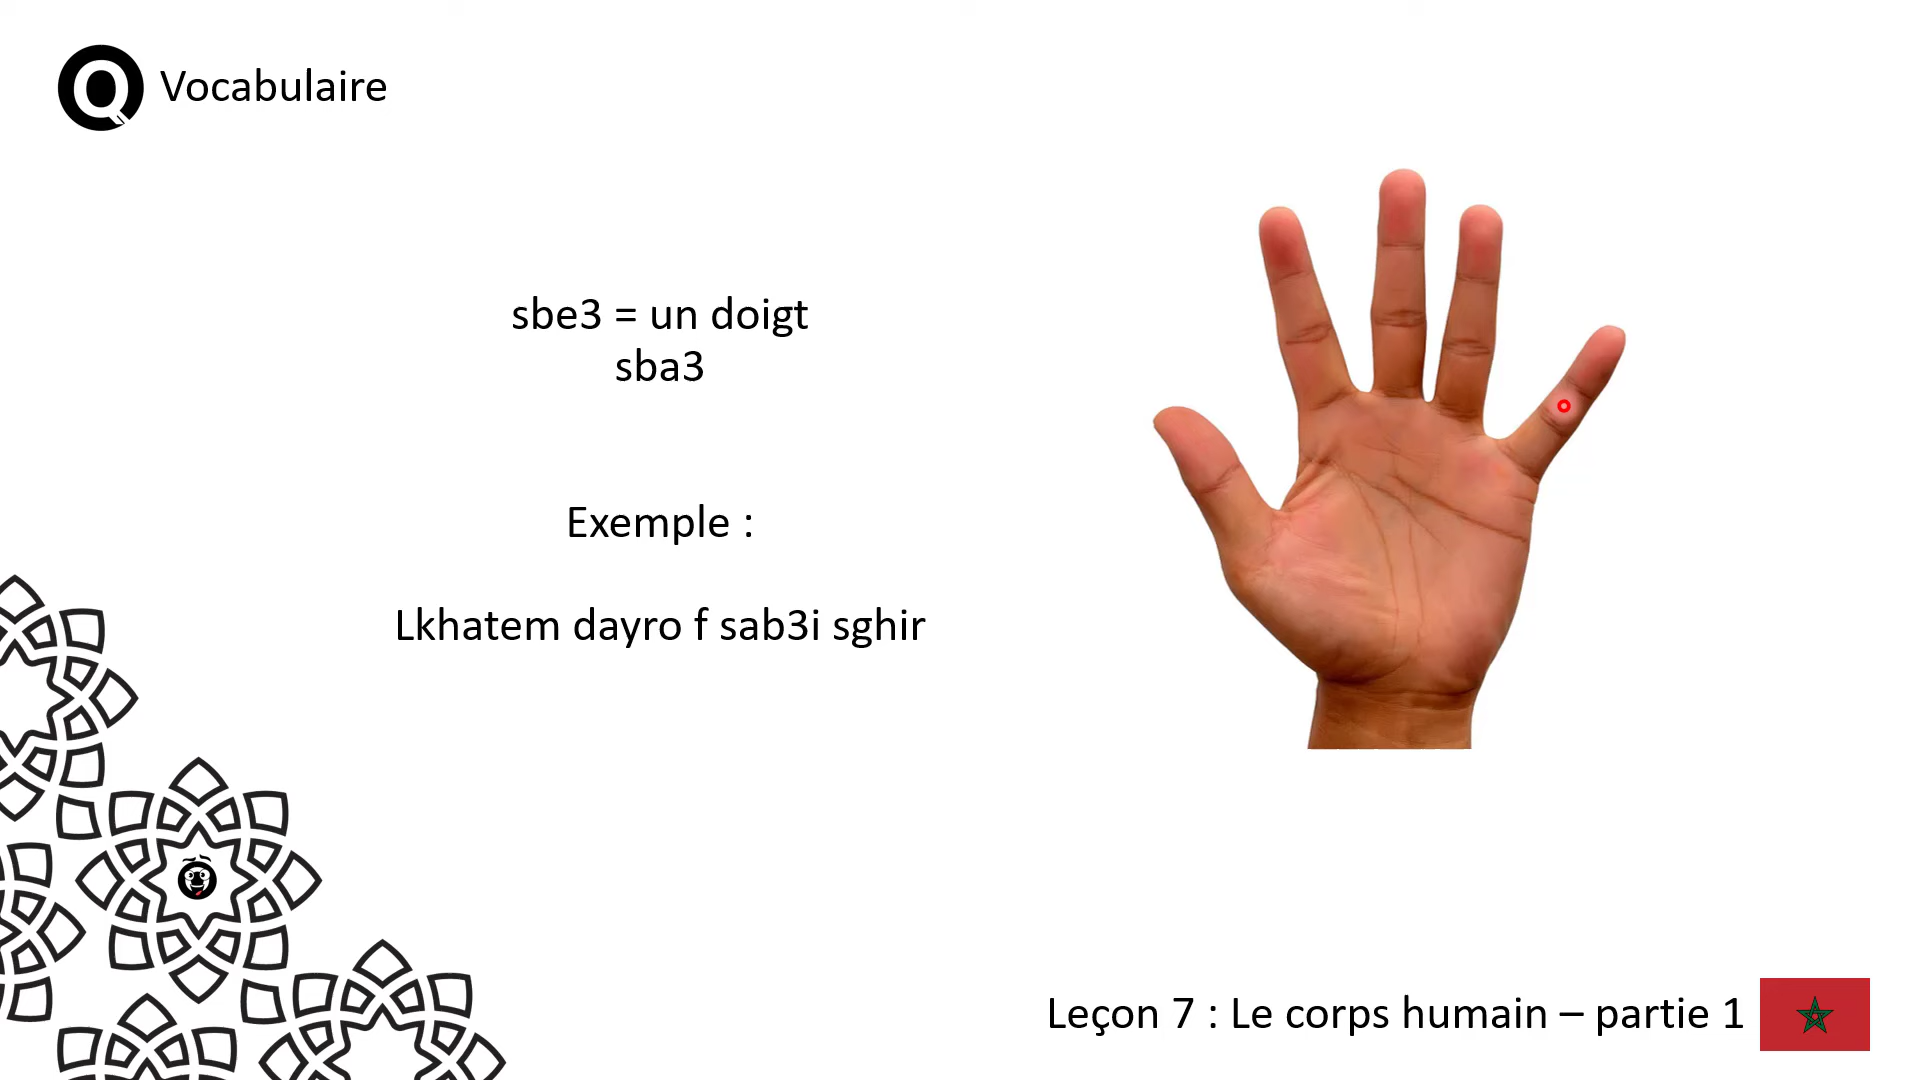 Q Vocabulaire
sbe3 = un doigt
sba3
Exemple :
Lkhatem dayro f sab3i sghir
Leçon 7 : Le corps humain – partie 1